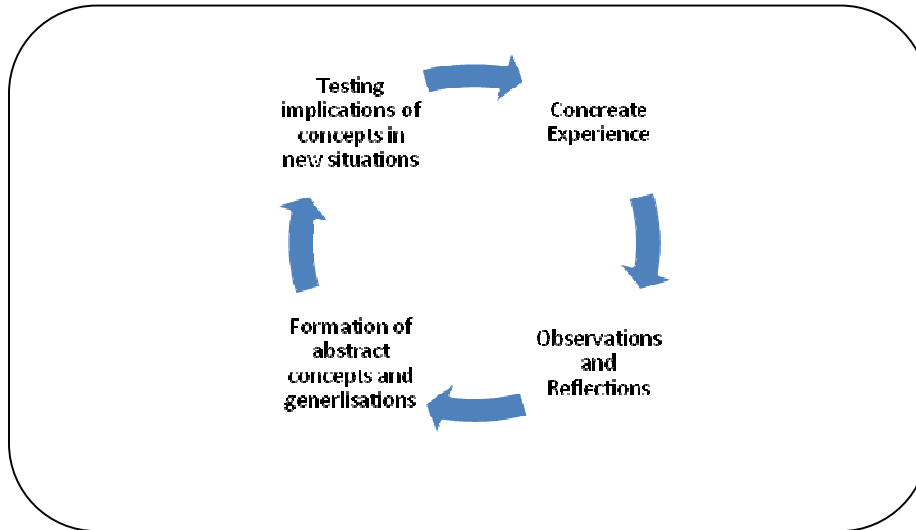 Testing
implications of
concepts in
new situations
Concreate
Experience
Observations
and
Reflections
Formation of
abstract
concepts and
generlisations